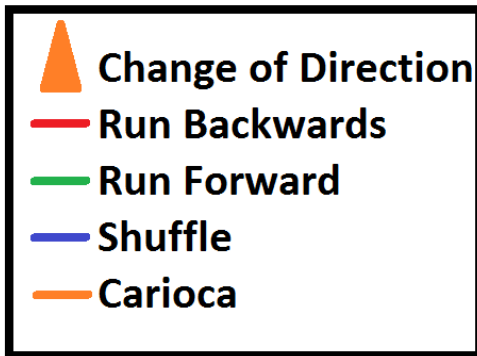 Change of Direction
Run Backwards
Run Forward
Shuffle
Carioca